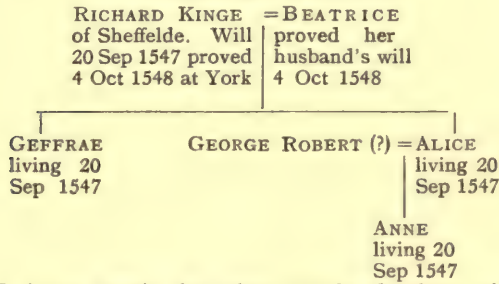 RICHARD KINGE = BEATRICE
of Sheffelde. Will proved her
20 Sep 1547 proved husband's will
4 Oct 1548 at York 4 Oct 1548
GEFFRAE GEORGE ROBERT (?) = ALICE
living 20 living 20
Sep 1547 Sep 1547
ANNE
living 20
Sep 1547